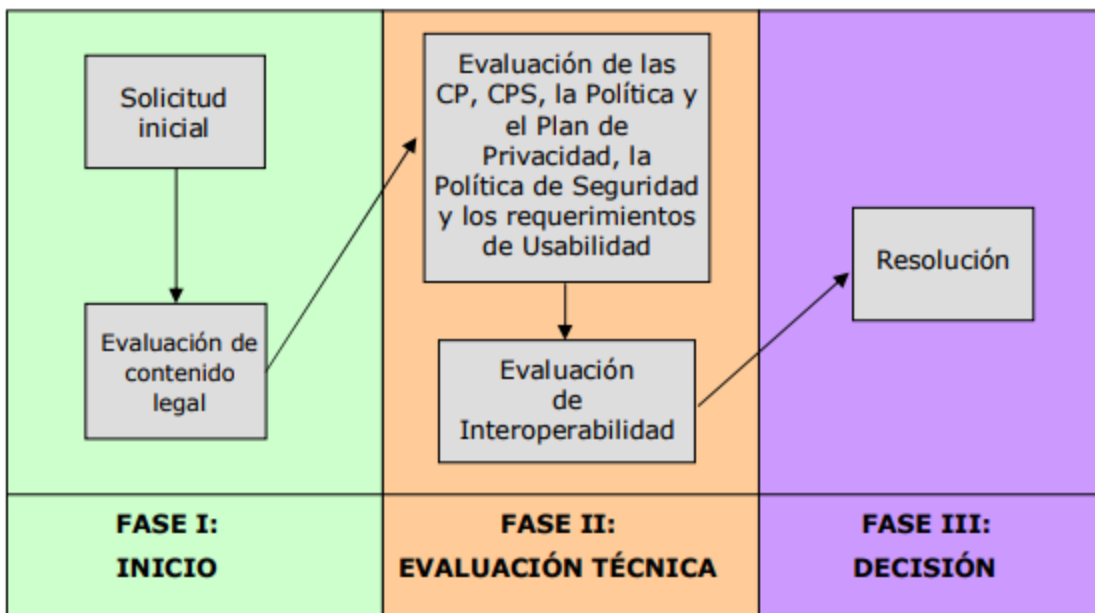 Solicitud
inicial
Evaluación de
contenido
legal
Evaluación de las
CP, CPS, la Política y
el Plan de
Privacidad, la
Política de Seguridad
y los requerimientos
de Usabilidad
Evaluación
de
Interoperabilidad
Resolución
FASE I:
INICIO
FASE II:
EVALUACIÓN TÉCNICA
FASE III:
DECISIÓN